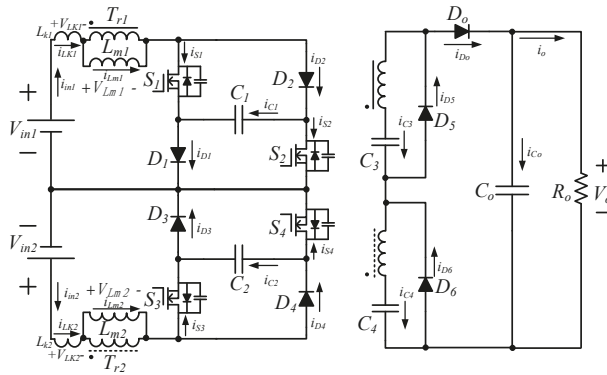 +V_LK1-
T_r1
L_k1
i_LK1
L_m1
i_in1
i_Lm1
+V_Lm1 -
i_S1
S_1
D_2
i_D2
C_1
i_C1
i_S2
S_2
+
V_in1
−
D_1
i_D1
D_3
i_D3
S_4
i_S4
−
V_in2
+
C_2
i_C2
i_in2
+V_Lm2 -
i_Lm2
S_3
i_S3
D_4
i_D4
i_LK2
L_m2
L_k2
+V_LK2-
T_r2
D_o
i_Do
i_o
i_D5
D_5
C_3
i_C3
i_Co
C_o
R_o
+
V_o
−
i_D6
D_6
C_4
i_C4